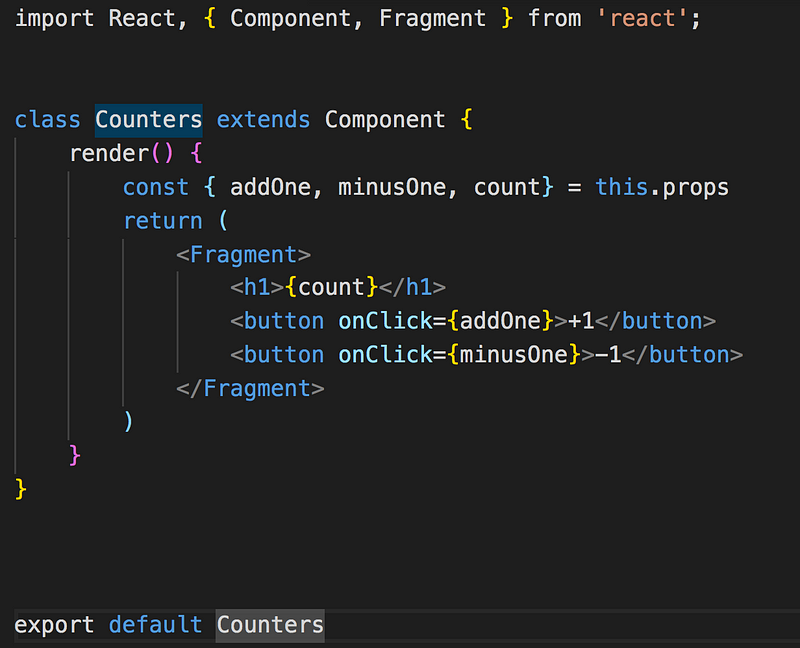 import React, { Component, Fragment } from 'react';
class Counters extends Component {
render() {
const { addOne, minusOne, count} = this.props
return (
<Fragment>
<h1>{count}</h1>
<button onClick={addOne}>+1</button>
<button onClick={minusOne}>-1</button>
</Fragment>
)
}
}
export default Counters